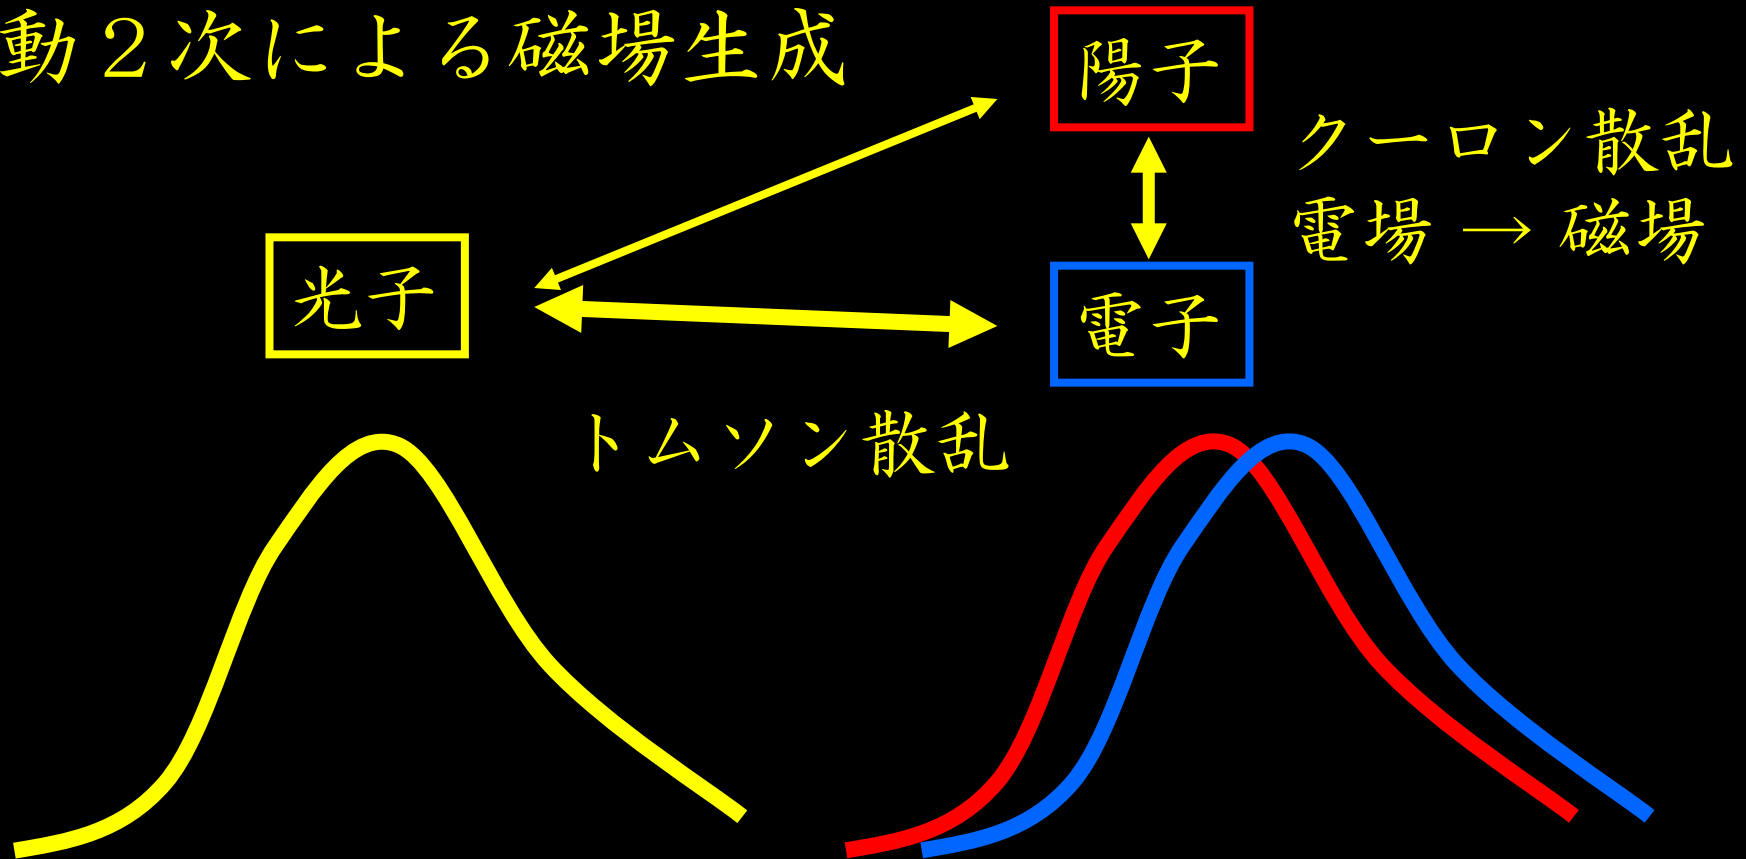 動２次による磁場生成
陽子
クーロン散乱
電場 → 磁場
光子
電子
トムソン散乱